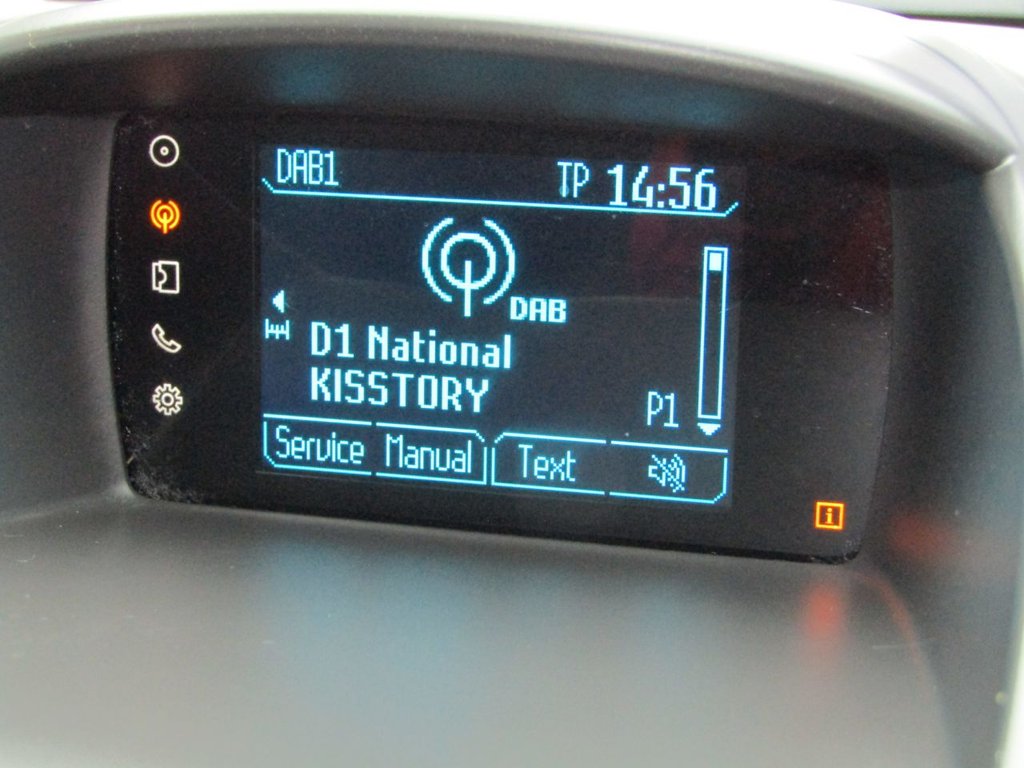 DAB1 TP 14:56
DAB
D1 National
KISSTORY
P1
Service Manual Text
i